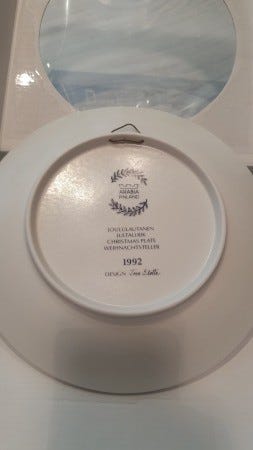 ARABIA
FINLAND
JOULULAUTANEN
JULTALLRIK
CHRISTMAS PLATE
WEIHNACHTSTELLER
1992
DESIGN